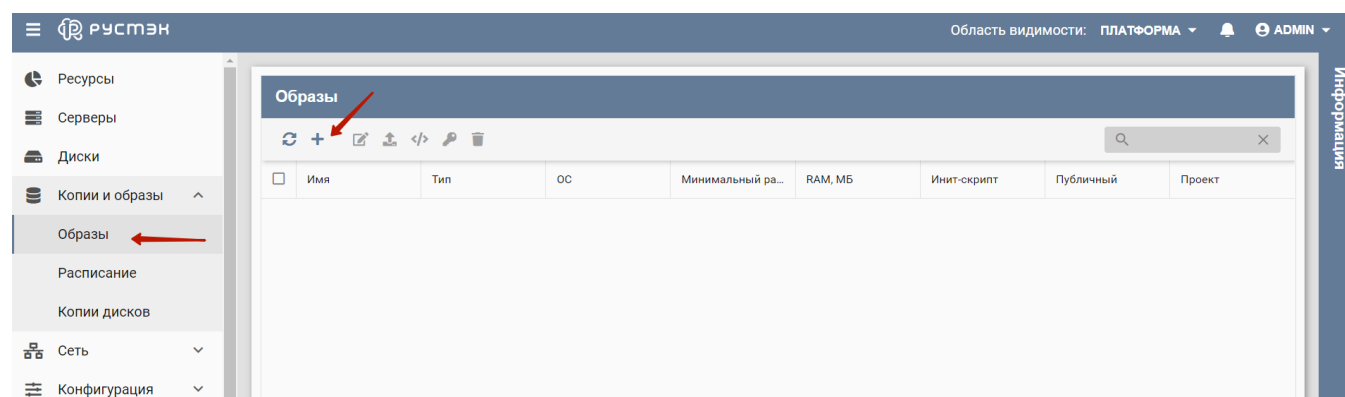 РУСТЭК
Область видимости: ПЛАТФОРМА
ADMIN
Ресурсы
Серверы
Диски
Копии и образы
Образы
Расписание
Копии дисков
Сеть
Конфигурация
Образы
Имя Тип ОС Минимальный ра... RAM, МБ Инит-скрипт Публичный Проект
Информация